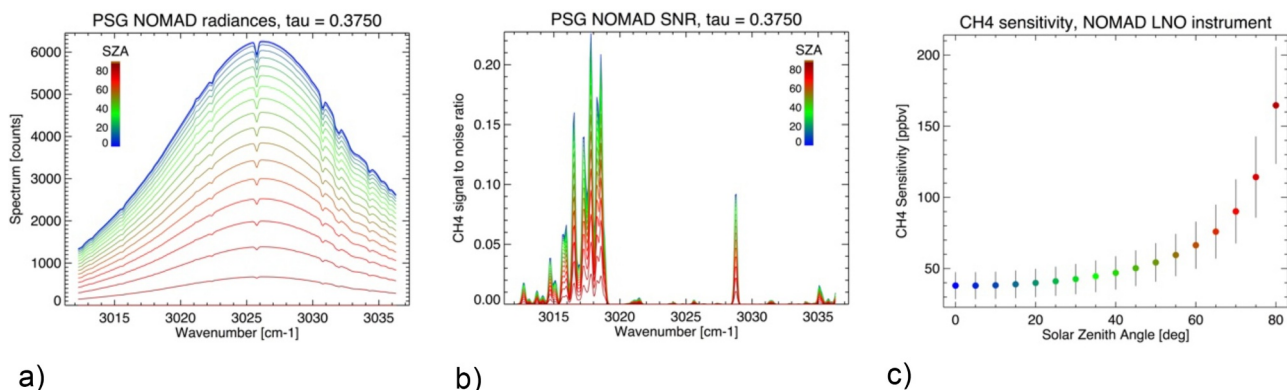 PSG NOMAD radiances, tau = 0.3750
SZA
80
60
40
20
0
Spectrum [counts]
6000
5000
4000
3000
2000
1000
0
3015
3020
3025
3030
3035
Wavenumber [cm-1]
a)
PSG NOMAD SNR, tau = 0.3750
SZA
80
60
40
20
0
CH4 signal to noise ratio
0.20
0.15
0.10
0.05
0.00
3015
3020
3025
3030
3035
Wavenumber [cm-1]
b)
CH4 sensitivity, NOMAD LNO instrument
CH4 Sensitivity [ppbv]
200
150
100
50
0
20
40
60
80
Solar Zenith Angle [deg]
c)